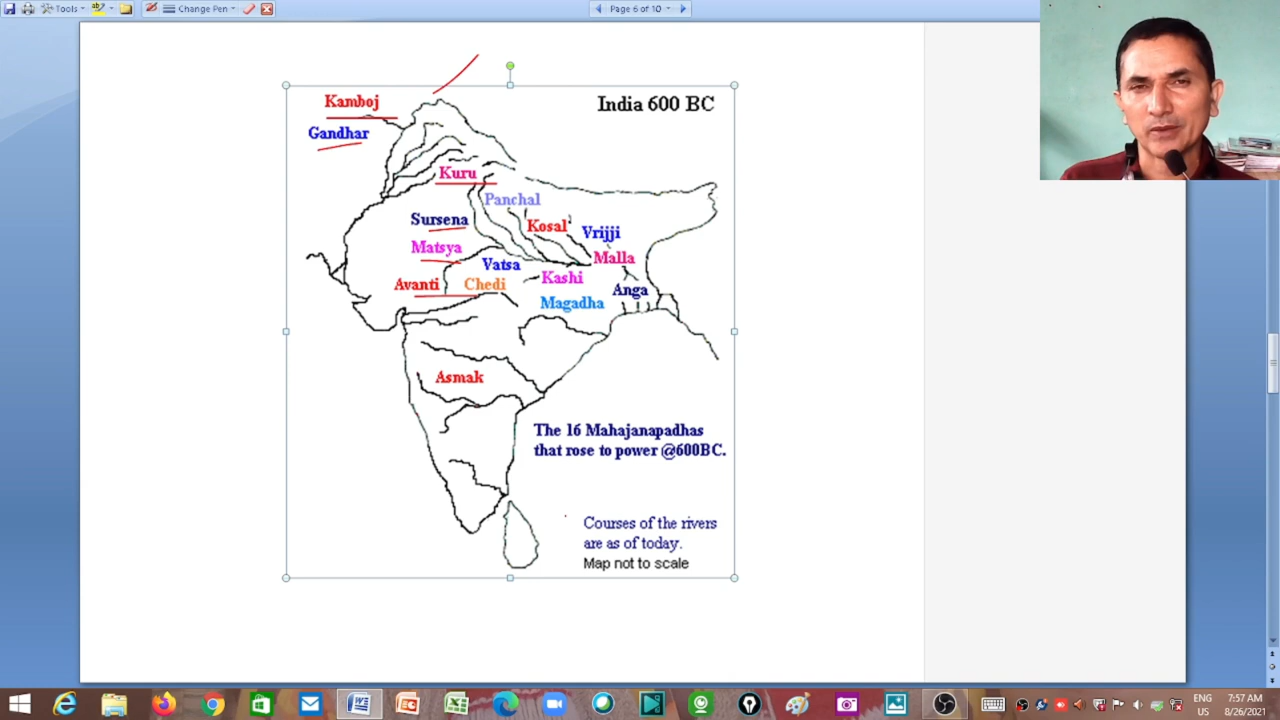 Tools
Change Pen
Page 6 of 10
India 600 BC
Kamboj
Gandhar
Kuru
Panchal
Sursena
Kosal
Vrijji
Matsya
Malla
Vatsa
Kashi
Avanti
Chedi
Anga
Magadha
Asmak
The 16 Mahajanapadhas
that rose to power @600BC.
Courses of the rivers
are as of today.
Map not to scale
ENG
US
7:57 AM
8/26/2021